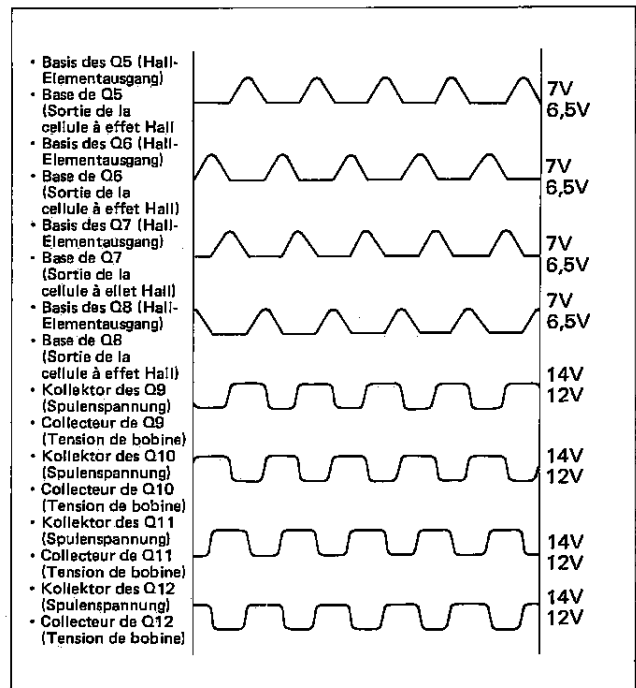 • Basis des Q5 (Hall-
Elementausgang)
• Base de Q5
(Sortie de la
cellule à effet Hall
• Basis des Q6 (Hall-
Elementausgang)
• Base de Q6
(Sortie de la
cellule à effet Hall)
• Basis des Q7 (Hall-
Elementausgang)
• Base de Q7
(Sortie de la
cellule à ellet Hall)
• Basis des Q8 (Hall-
Elementausgang)
• Base de Q8
(Sortie de la
cellule à effet Hall)
• Kollektor des Q9
(Spulenspannung)
• Collecteur de Q9
(Tension de bobine)
• Kollektor des Q10
(Spulenspannung)
• Collecteur de Q10
(Tension de bobine)
• Kollektor des Q11
(Spulenspannung)
• Collecteur de Q11
(Tension de bobine)
• Kollektor des Q12
(Spulenspannung)
• Collecteur de Q12
(Tension de bobine)
7V
6,5V
7V
6,5V
7V
6,5V
7V
6,5V
14V
12V
14V
12V
14V
12V
14V
12V